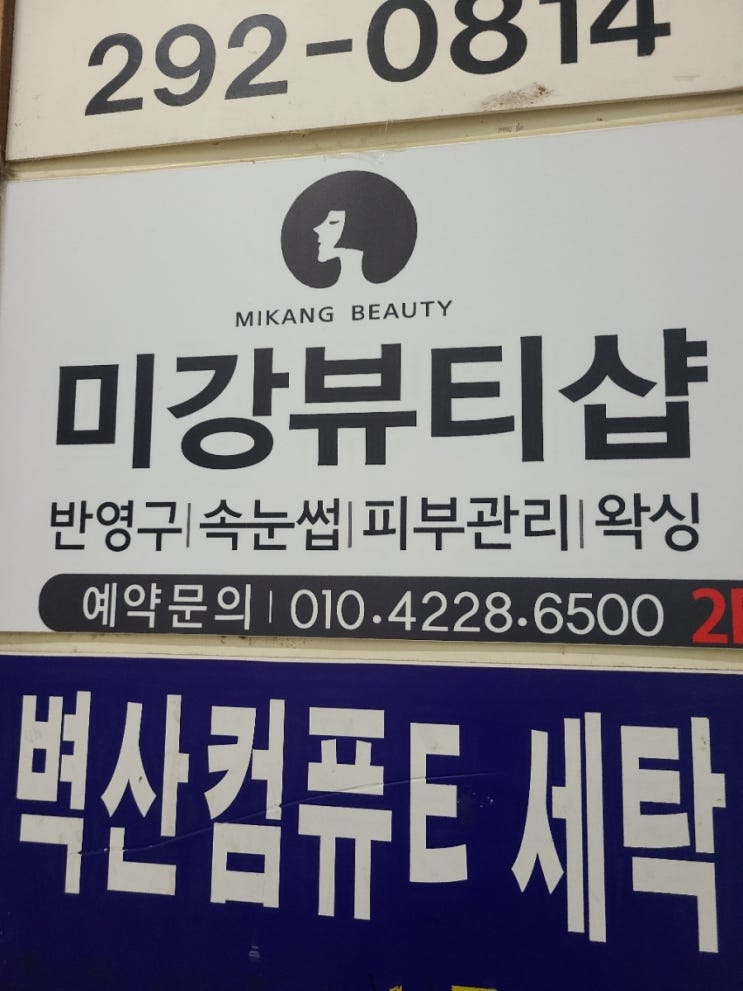 292-0814
MIKANG BEAUTY
미강뷰티샵
반영구|속눈썹|피부관리|왁싱
예약문의 | 010.4228.6500
벽산컴퓨E 세탁